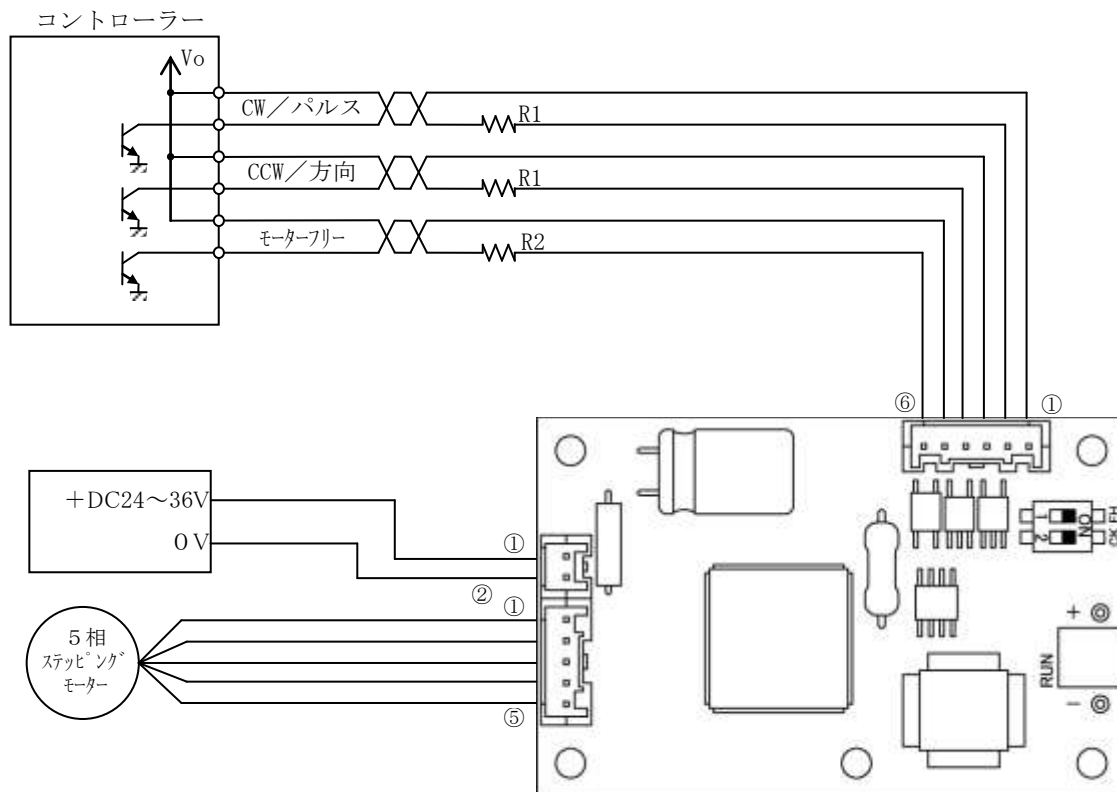 コントローラー
Vo
CW／パルス
R1
CCW／方向
R1
モーターフリー
R2
⑥
①
＋DC24～36V
０V
①
②
①
５相
ステッピング
モーター
⑤
1
2
ON
+
RUN
-